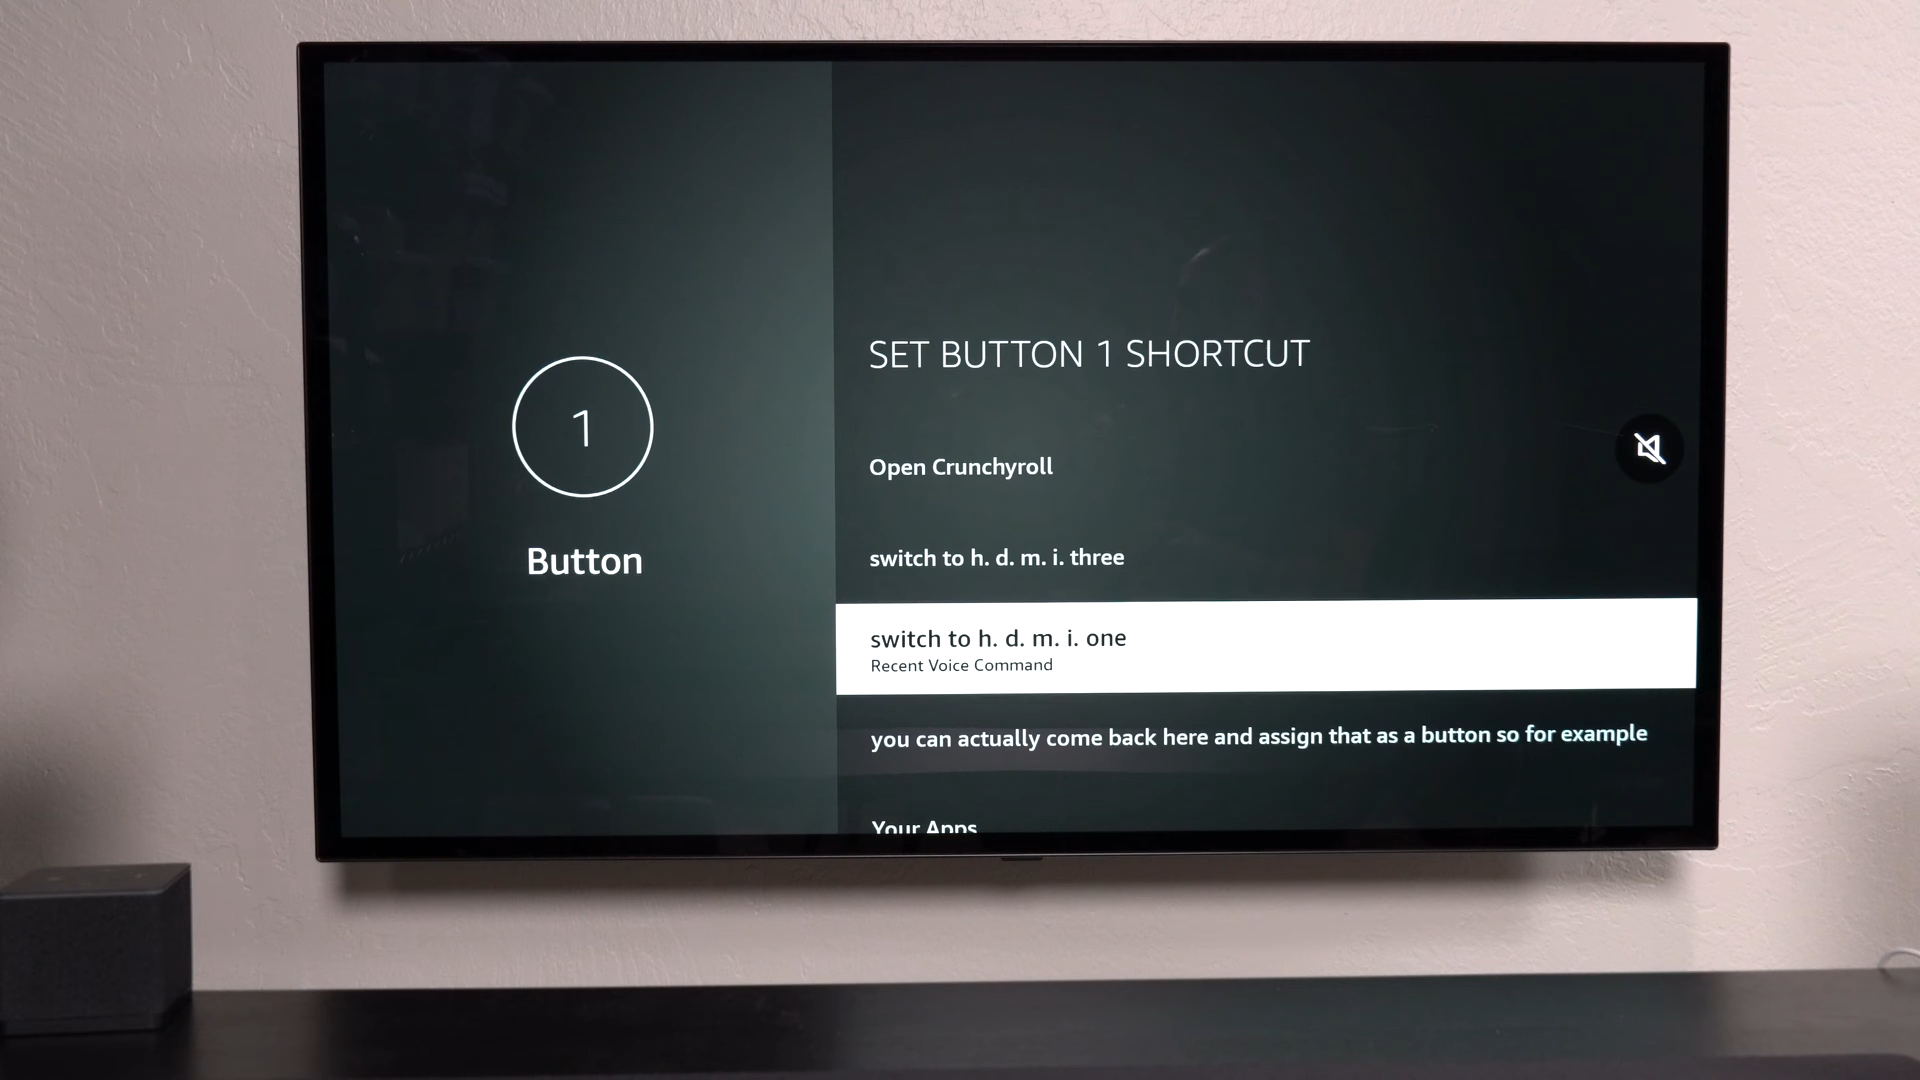 1
Button
SET BUTTON 1 SHORTCUT
Open Crunchyroll
switch to h. d. m. i. three
switch to h. d. m. i. one
Recent Voice Command
you can actually come back here and assign that as a button so for example
Your Apps